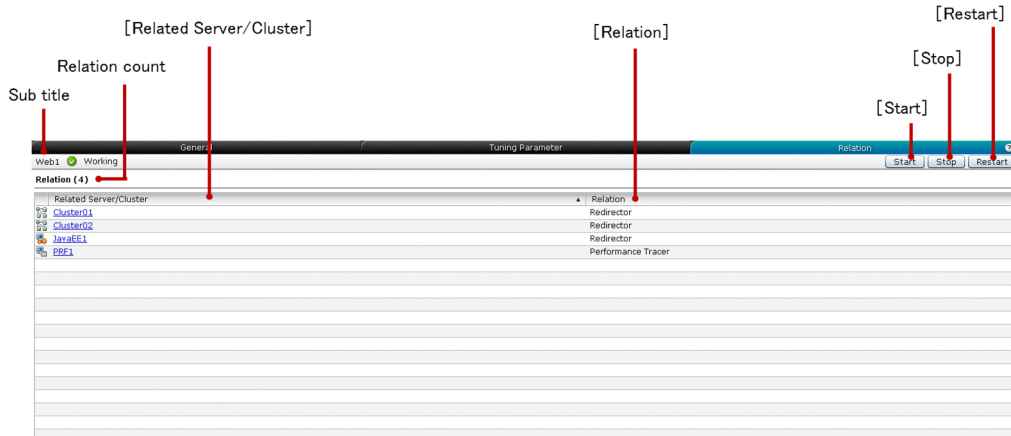 [Restart]
[Related Server/Cluster]
[Relation]
[Stop]
Relation count
Sub title
[Start]
General
Tuning Parameter
Relation
?
Web1 Working
Start Stop Restart
Relation (4)
Related Server/Cluster ▲ Relation
Cluster01 Redirector
Cluster02 Redirector
JavaEE1 Redirector
PRF1 Performance Tracer